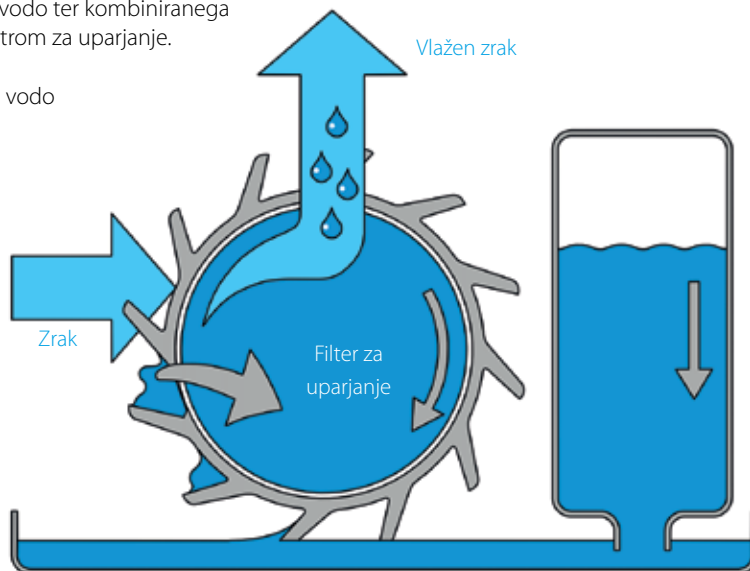 vodo ter kombiniranega
trom za uparjanje.
vodo
Vlažen zrak
Zrak
Filter za
uparjanje